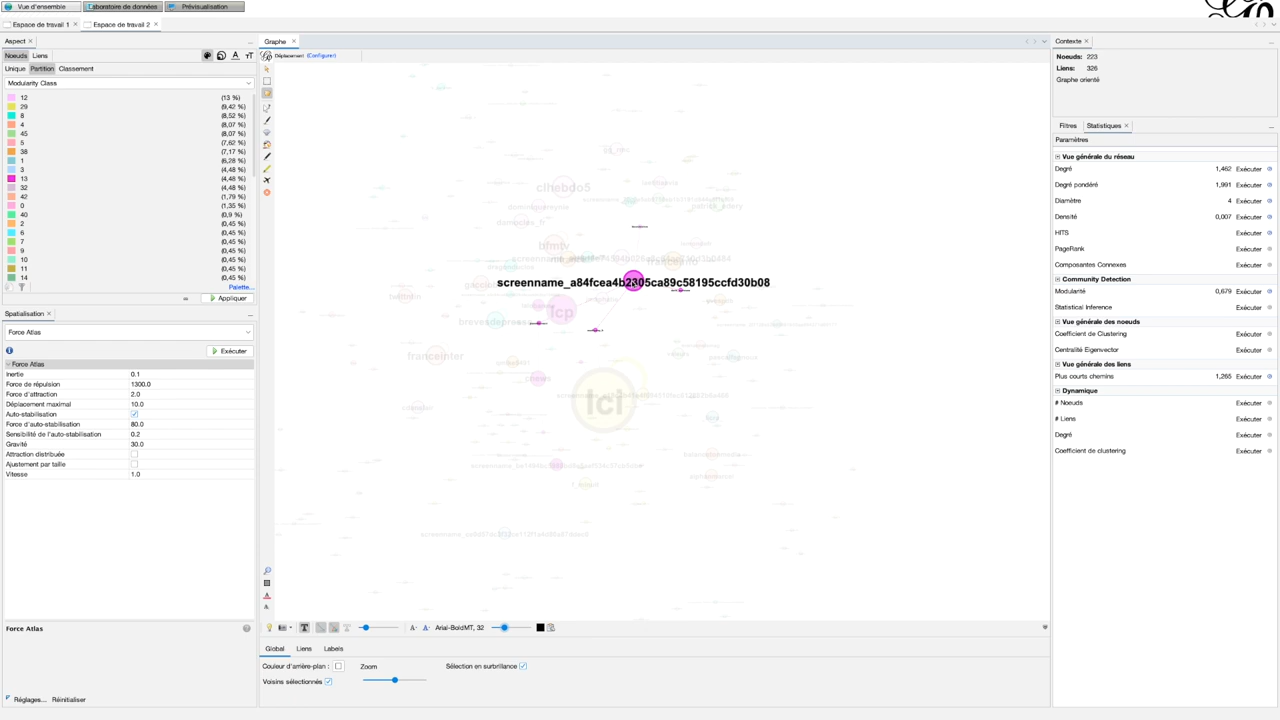 Vue d'ensemble
Laboratoire de données
Prévisualisation
Espace de travail 1
Espace de travail 2
Aspect
Noeuds
Liens
Unique
Partition
Classement
Modularity Class
12 (13 %)
29 (9,42 %)
8 (8,52 %)
4 (8,07 %)
45 (8,07 %)
5 (7,62 %)
38 (7,17 %)
1 (6,28 %)
3 (4,48 %)
13 (4,48 %)
32 (4,48 %)
42 (1,79 %)
0 (1,35 %)
40 (0,9 %)
2 (0,45 %)
6 (0,45 %)
7 (0,45 %)
9 (0,45 %)
10 (0,45 %)
11 (0,45 %)
14 (0,45 %)
Palette...
Appliquer
Spatialisation
Force Atlas
Exécuter
Force Atlas
Inertie 0.1
Force de répulsion 1300.0
Force d'attraction 2.0
Déplacement maximal 10.0
Auto-stabilisation
Force d'auto-stabilisation 80.0
Sensibilité de l'auto-stabilisation 0.2
Gravité 30.0
Attraction distribuée
Ajustement par taille
Vitesse 1.0
Force Atlas
Réglages...
Réinitialiser
Graphe
Déplacement (Configurer)
clhebdo5
bfmtv
screenname_a84fcea4b2305ca89c58195ccfd30b08
lcp
brevesdepresse
franceinter
cnews
lci
Arial-BoldMT, 32
Global
Liens
Labels
Couleur d'arrière-plan :
Zoom
Sélection en surbrillance
Voisins sélectionnés
Contexte
Noeuds: 223
Liens: 326
Graphe orienté
Filtres
Statistiques
Paramètres
Vue générale du réseau
Degré 1,462 Exécuter
Degré pondéré 1,991 Exécuter
Diamètre 4 Exécuter
Densité 0,007 Exécuter
HITS Exécuter
PageRank Exécuter
Composantes Connexes Exécuter
Community Detection
Modularité 0,679 Exécuter
Statistical Inference Exécuter
Vue générale des noeuds
Coefficient de Clustering Exécuter
Centralité Eigenvector Exécuter
Vue générale des liens
Plus courts chemins 1,265 Exécuter
Dynamique
# Noeuds Exécuter
# Liens Exécuter
Degré Exécuter
Coefficient de clustering Exécuter